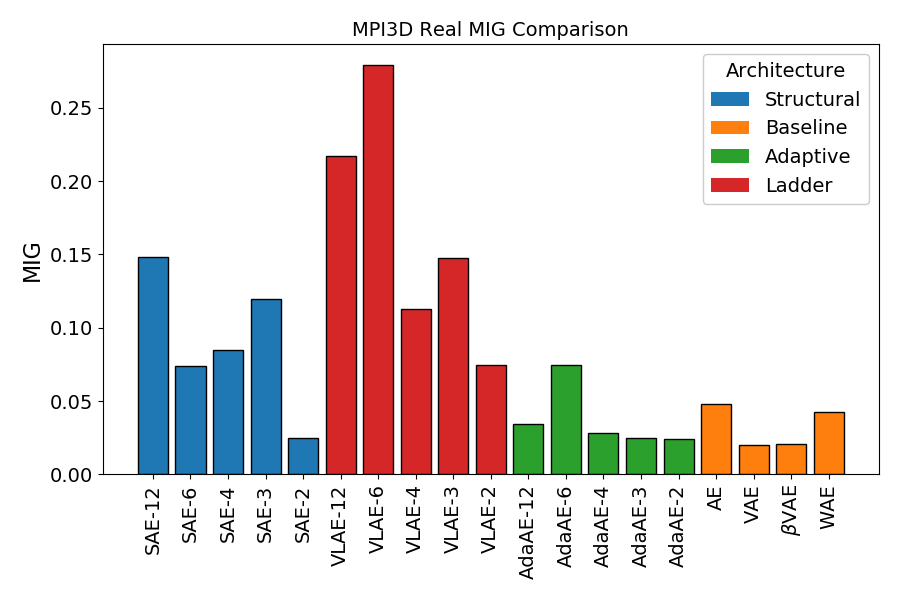 MPI3D Real MIG Comparison
MIG
0.25
0.20
0.15
0.10
0.05
0.00
Architecture
Structural
Baseline
Adaptive
Ladder
SAE-12
SAE-6
SAE-4
SAE-3
SAE-2
VLAE-12
VLAE-6
VLAE-4
VLAE-3
VLAE-2
AdaAE-12
AdaAE-6
AdaAE-4
AdaAE-3
AdaAE-2
AE
VAE
βVAE
WAE